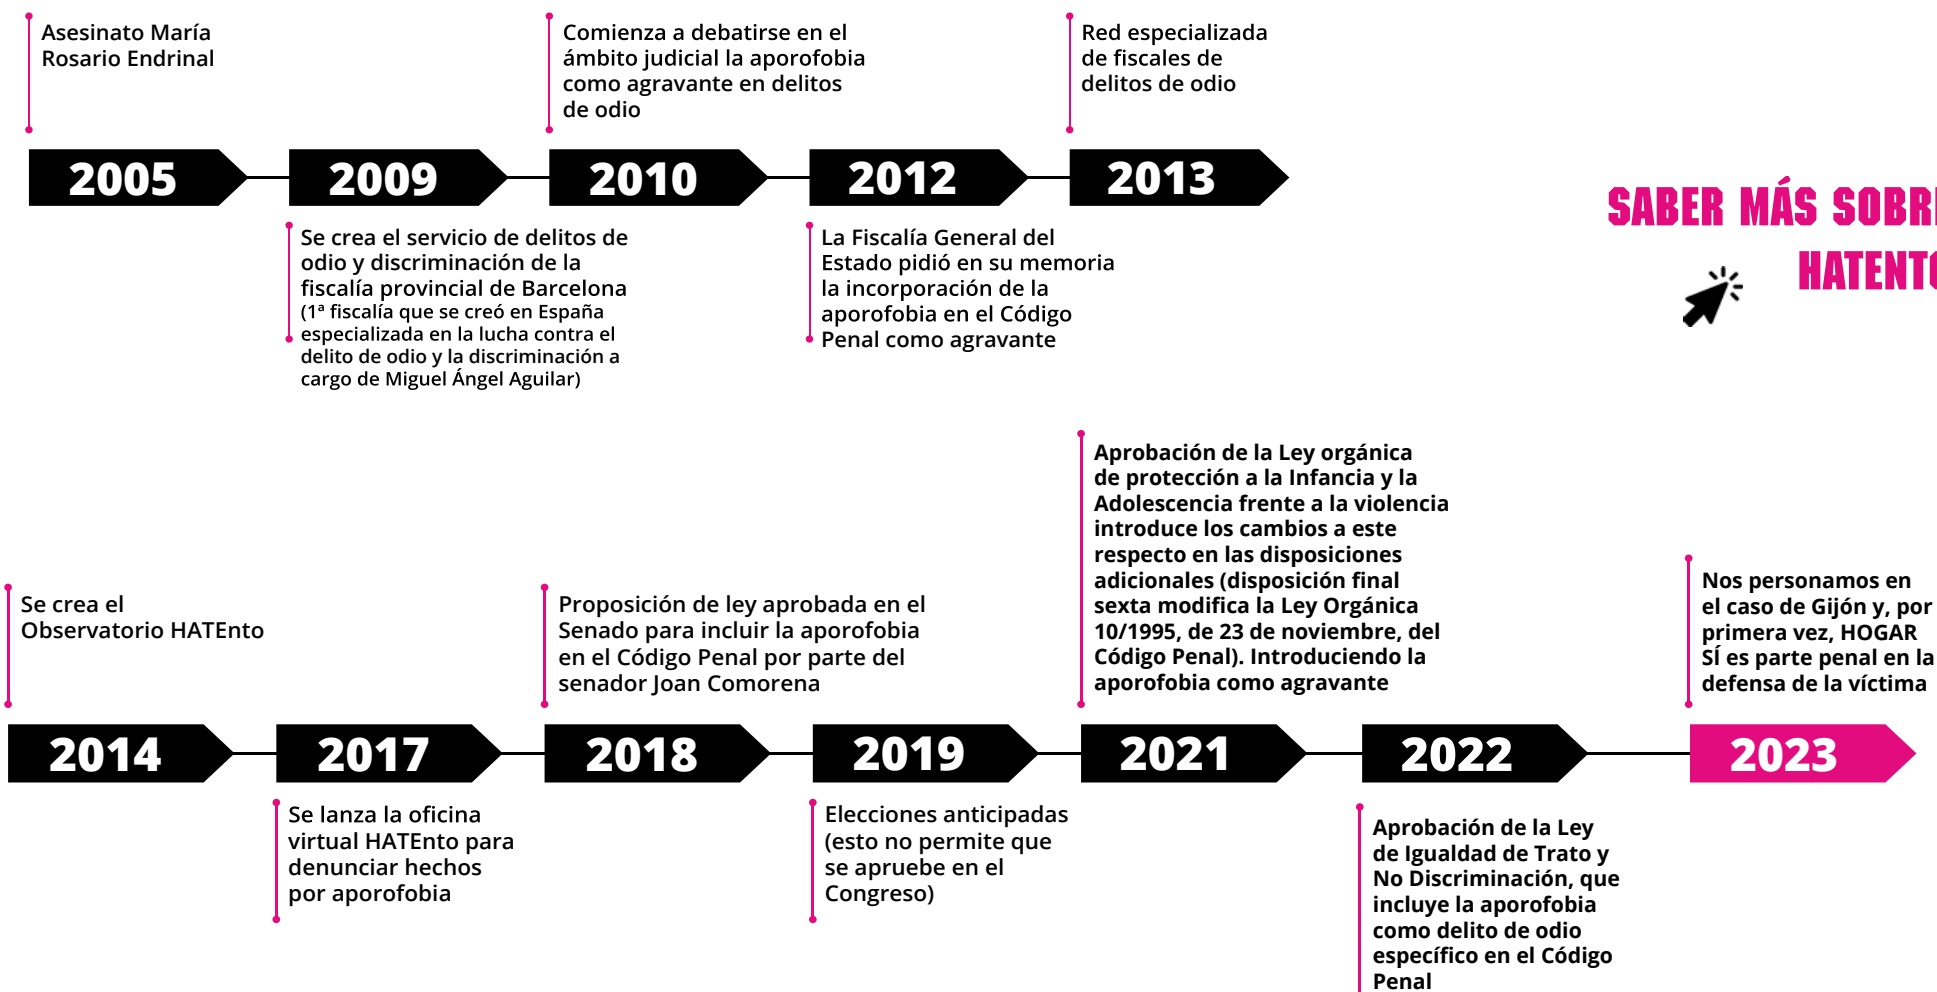 Asesinato María
Rosario Endrinal
Comienza a debatirse en el
ámbito judicial la aporofobia
como agravante en delitos
de odio
Red especializada
de fiscales de
delitos de odio
2005
2009
2010
2012
2013
Se crea el servicio de delitos de
odio y discriminación de la
fiscalía provincial de Barcelona
(1ª fiscalía que se creó en España
especializada en la lucha contra el
delito de odio y la discriminación a
cargo de Miguel Ángel Aguilar)
La Fiscalía General del
Estado pidió en su memoria
la incorporación de la
aporofobia en el Código
Penal como agravante
SABER MÁS SOBRE
HATENTO
Se crea el
Observatorio HATEnto
Proposición de ley aprobada en el
Senado para incluir la aporofobia
en el Código Penal por parte del
senador Joan Comorena
Aprobación de la Ley orgánica
de protección a la Infancia y la
Adolescencia frente a la violencia
introduce los cambios a este
respecto en las disposiciones
adicionales (disposición final
sexta modifica la Ley Orgánica
10/1995, de 23 de noviembre, del
Código Penal). Introduciendo la
aporofobia como agravante
Nos personamos en
el caso de Gijón y, por
primera vez, HOGAR
SÍ es parte penal en la
defensa de la víctima
2014
2017
2018
2019
2021
2022
2023
Se lanza la oficina
virtual HATEnto para
denunciar hechos
por aporofobia
Elecciones anticipadas
(esto no permite que
se apruebe en el
Congreso)
Aprobación de la Ley
de Igualdad de Trato y
No Discriminación, que
incluye la aporofobia
como delito de odio
específico en el Código
Penal